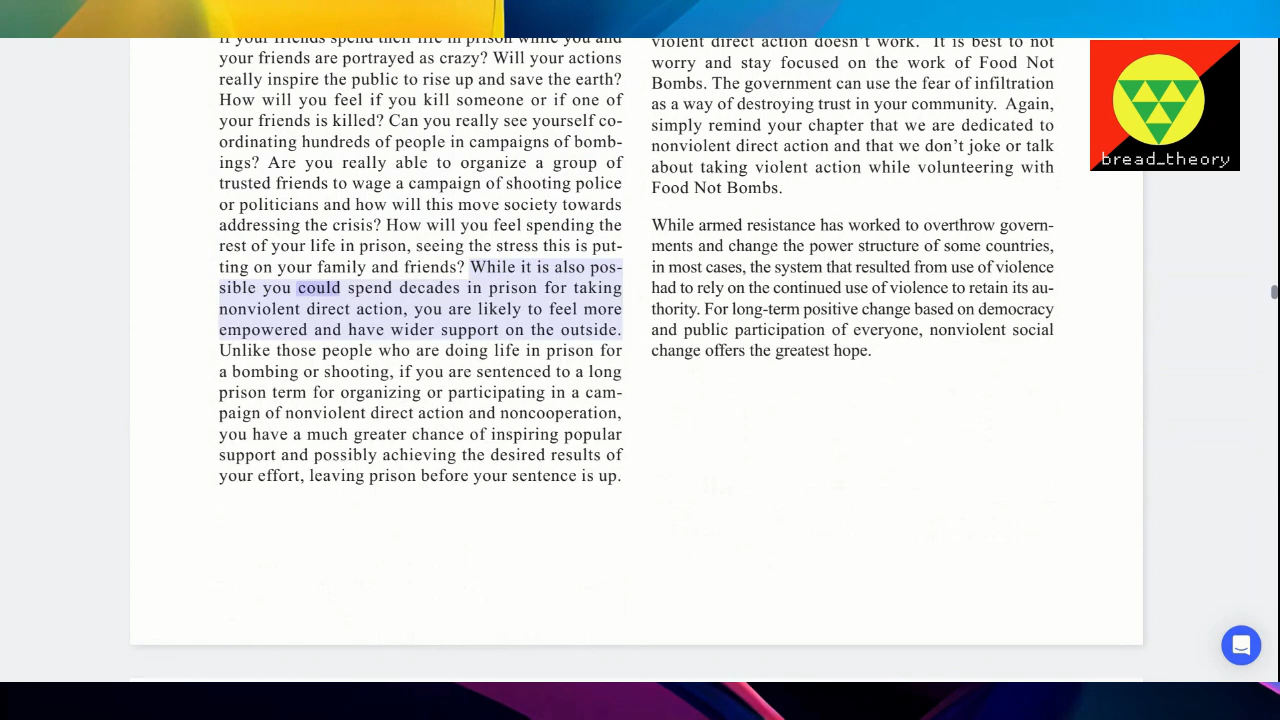 if your friends spend their life in prison while you and
your friends are portrayed as crazy? Will your actions
really inspire the public to rise up and save the earth?
How will you feel if you kill someone or if one of
your friends is killed? Can you really see yourself co-
ordinating hundreds of people in campaigns of bomb-
ings? Are you really able to organize a group of
trusted friends to wage a campaign of shooting police
or politicians and how will this move society towards
addressing the crisis? How will you feel spending the
rest of your life in prison, seeing the stress this is put-
ting on your family and friends? While it is also pos-
sible you could spend decades in prison for taking
nonviolent direct action, you are likely to feel more
empowered and have wider support on the outside.
Unlike those people who are doing life in prison for
a bombing or shooting, if you are sentenced to a long
prison term for organizing or participating in a cam-
paign of nonviolent direct action and noncooperation,
you have a much greater chance of inspiring popular
support and possibly achieving the desired results of
your effort, leaving prison before your sentence is up.
violent direct action doesn't work. It is best to not
worry and stay focused on the work of Food Not
Bombs. The government can use the fear of infiltration
as a way of destroying trust in your community. Again,
simply remind your chapter that we are dedicated to
nonviolent direct action and that we don't joke or talk
about taking violent action while volunteering with
Food Not Bombs.
While armed resistance has worked to overthrow govern-
ments and change the power structure of some countries,
in most cases, the system that resulted from use of violence
had to rely on the continued use of violence to retain its au-
thority. For long-term positive change based on democracy
and public participation of everyone, nonviolent social
change offers the greatest hope.
bread_theory